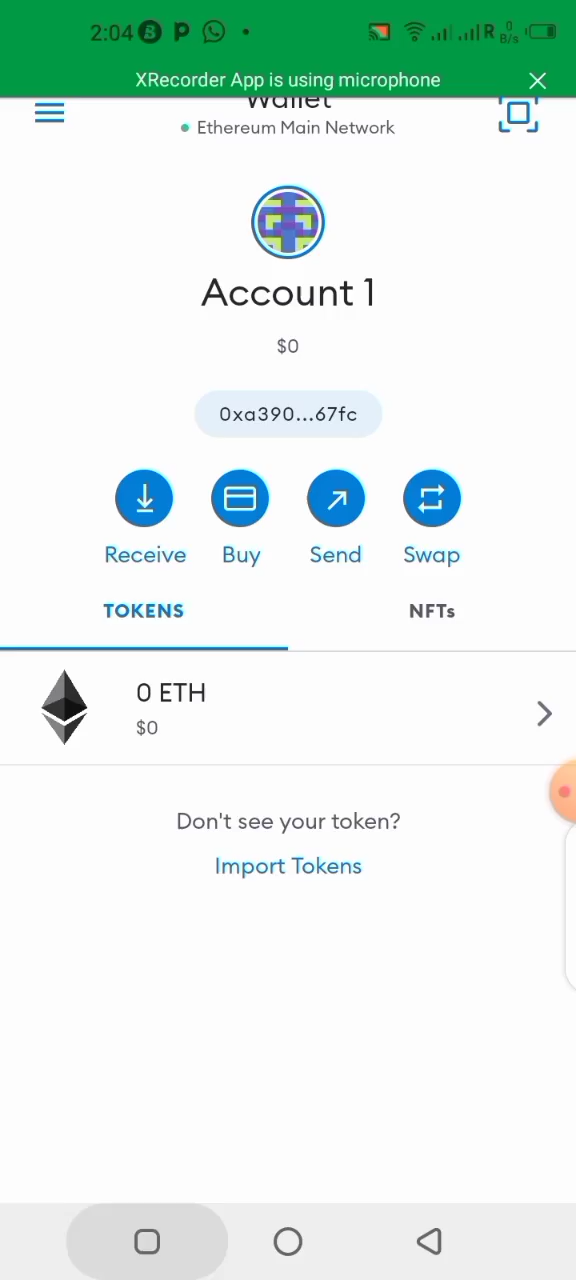 2:04
R 0 B/s
XRecorder App is using microphone
Wallet
Ethereum Main Network
Account 1
$0
0xa390...67fc
Receive Buy Send Swap
TOKENS NFTs
0 ETH
$0
Don't see your token?
Import Tokens